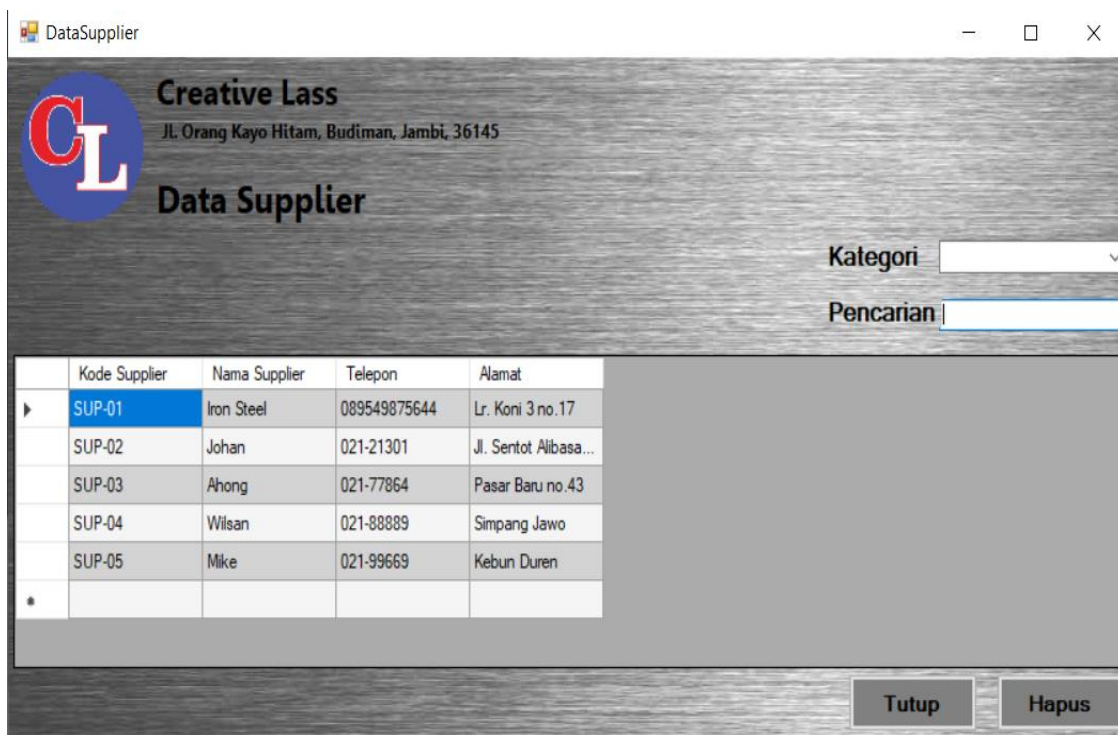 DataSupplier
CL
Creative Lass
Jl. Orang Kayo Hitam, Budiman, Jambi, 36145
Data Supplier
Kategori
Pencarian
Kode Supplier Nama Supplier Telepon Alamat
SUP-01 Iron Steel 089549875644 Lr. Koni 3 no.17
SUP-02 Johan 021-21301 Jl. Sentot Alibasa...
SUP-03 Ahong 021-77864 Pasar Baru no.43
SUP-04 Wilsan 021-88889 Simpang Jawo
SUP-05 Mike 021-99669 Kebun Duren
Tutup Hapus